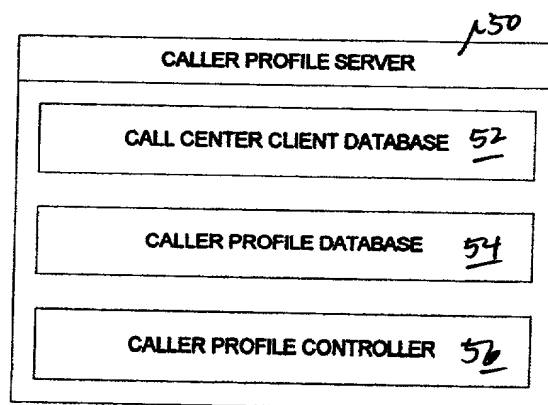 50
CALLER PROFILE SERVER
CALL CENTER CLIENT DATABASE 52
CALLER PROFILE DATABASE 54
CALLER PROFILE CONTROLLER 56